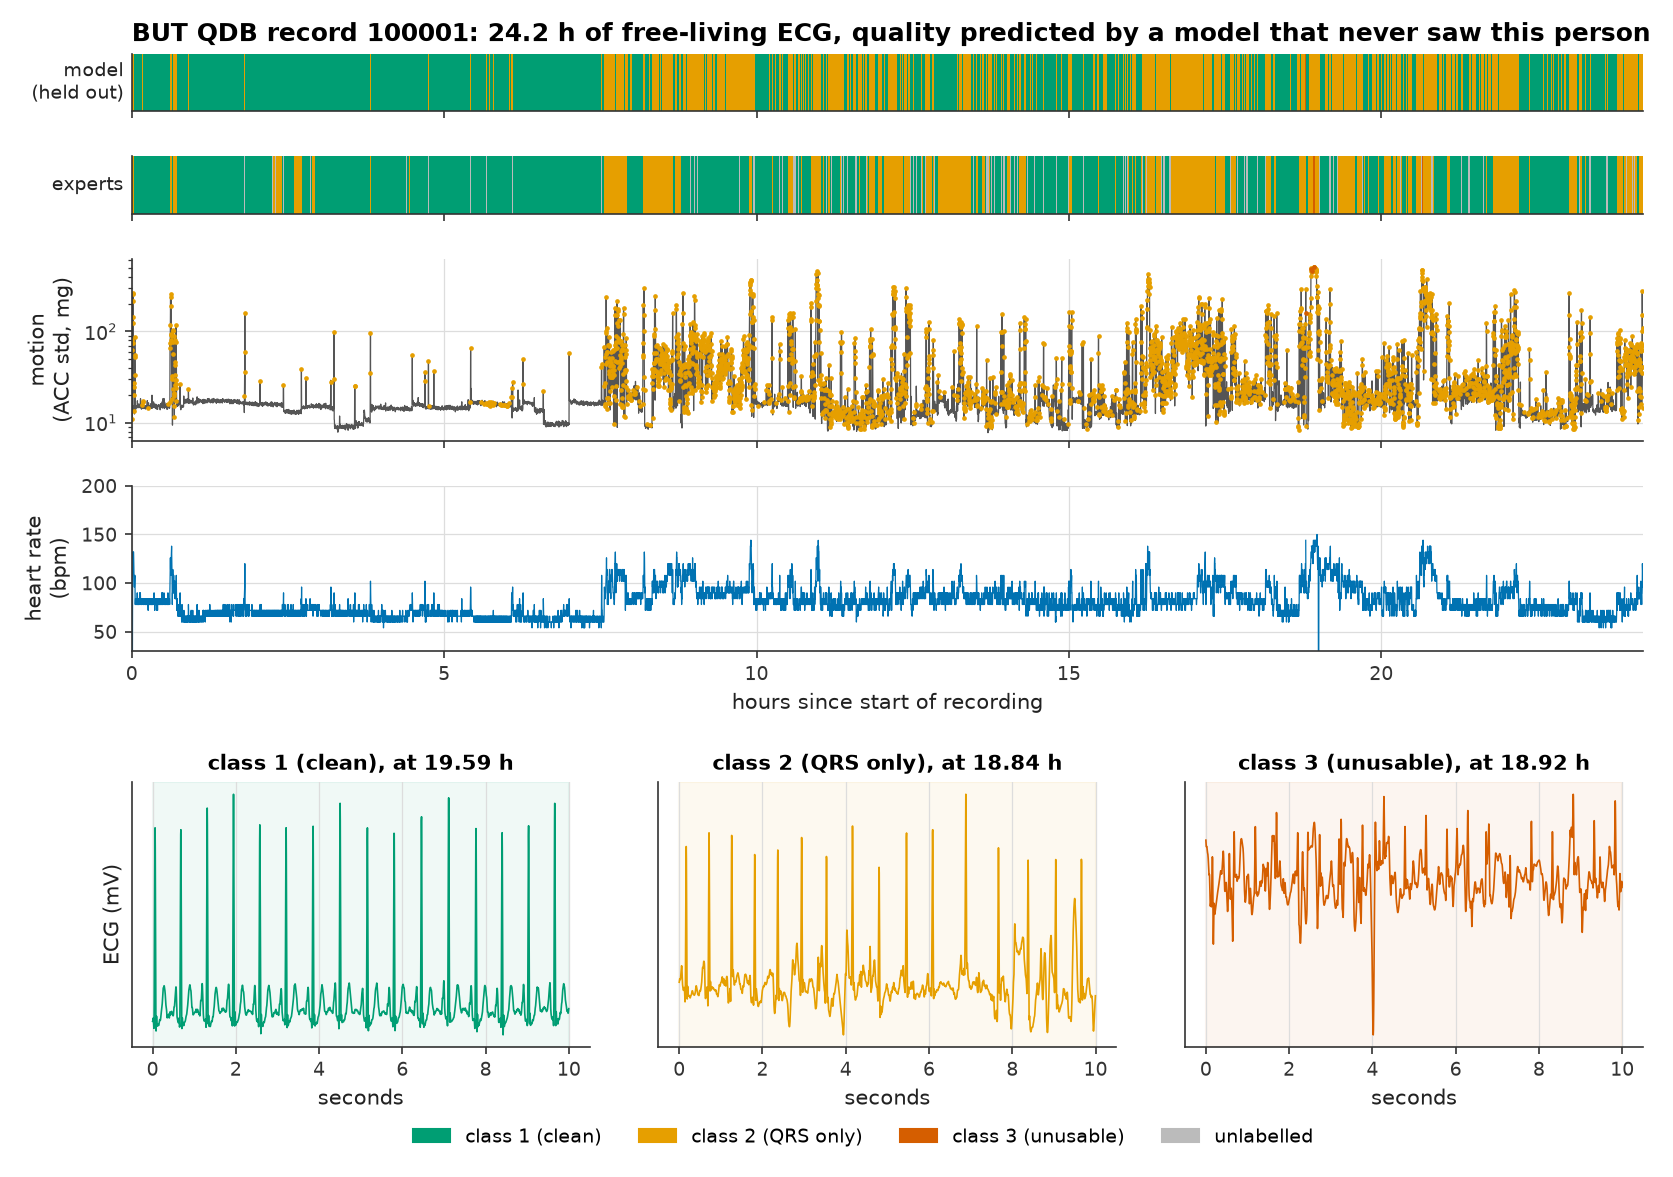 BUT QDB record 100001: 24.2 h of free-living ECG, quality predicted by a model that never saw this person
model
(held out)
experts
motion
(ACC std, mg)
10²
10¹
heart rate
(bpm)
200
150
100
50
0 5 10 15 20
hours since start of recording
class 1 (clean), at 19.59 h
class 2 (QRS only), at 18.84 h
class 3 (unusable), at 18.92 h
ECG (mV)
0 2 4 6 8 10
0 2 4 6 8 10
0 2 4 6 8 10
seconds
seconds
seconds
class 1 (clean)
class 2 (QRS only)
class 3 (unusable)
unlabelled